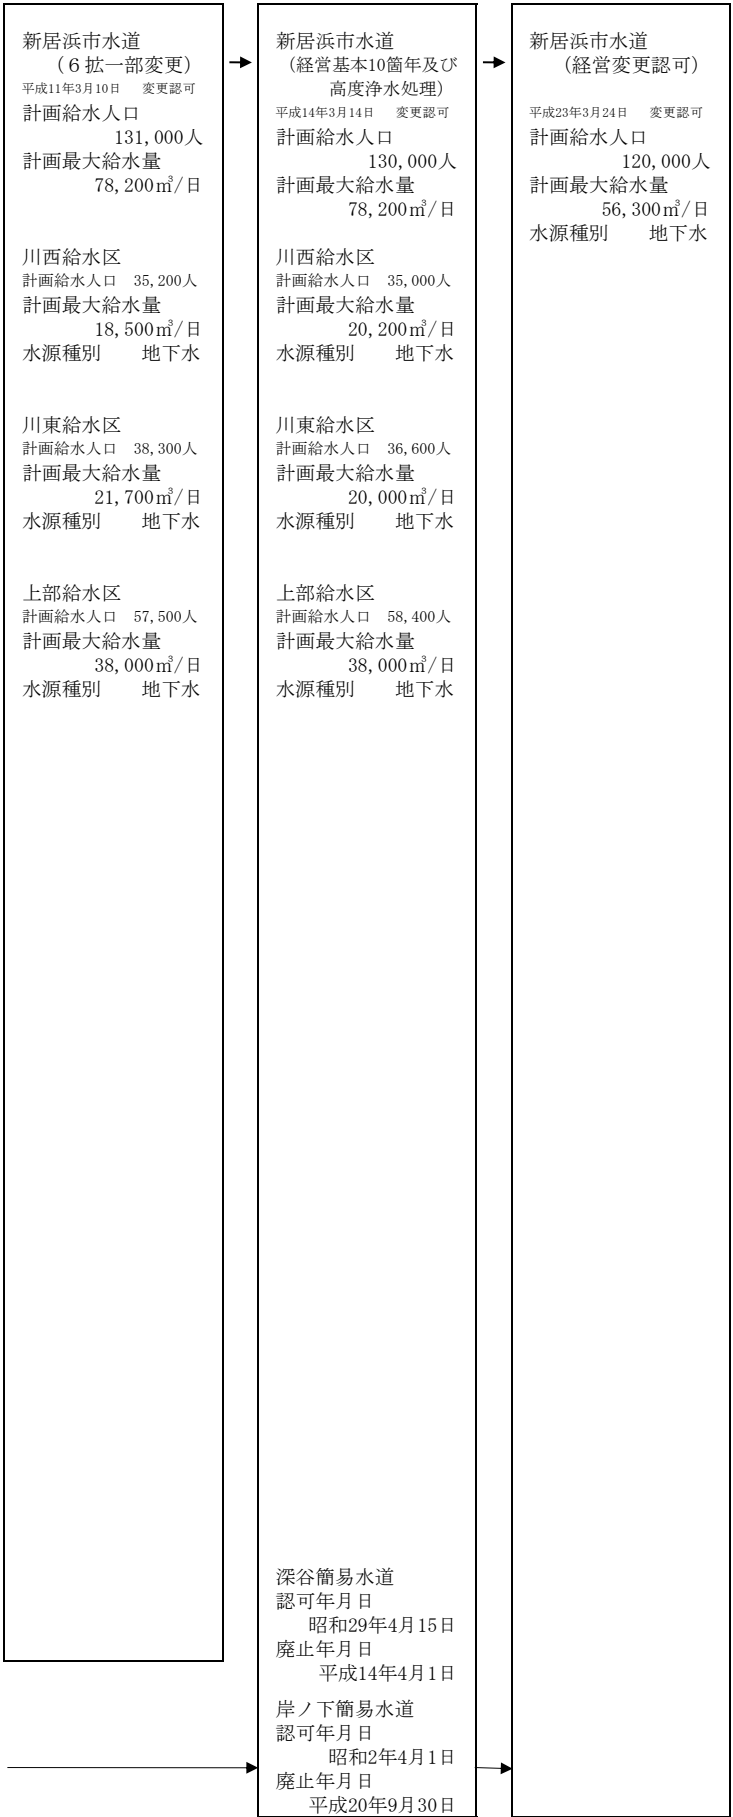 新居浜市水道
(６拡一部変更)
平成11年3月10日 変更認可
計画給水人口
131,000人
計画最大給水量
78,200㎥/日
川西給水区
計画給水人口 35,200人
計画最大給水量
18,500㎥/日
水源種別 地下水
川東給水区
計画給水人口 38,300人
計画最大給水量
21,700㎥/日
水源種別 地下水
上部給水区
計画給水人口 57,500人
計画最大給水量
38,000㎥/日
水源種別 地下水
新居浜市水道
(経営基本10箇年及び
高度浄水処理)
平成14年3月14日 変更認可
計画給水人口
130,000人
計画最大給水量
78,200㎥/日
川西給水区
計画給水人口 35,000人
計画最大給水量
20,200㎥/日
水源種別 地下水
川東給水区
計画給水人口 36,600人
計画最大給水量
20,000㎥/日
水源種別 地下水
上部給水区
計画給水人口 58,400人
計画最大給水量
38,000㎥/日
水源種別 地下水
深谷簡易水道
認可年月日
昭和29年4月15日
廃止年月日
平成14年4月1日
岸ノ下簡易水道
認可年月日
昭和2年4月1日
廃止年月日
平成20年9月30日
新居浜市水道
(経営変更認可)
平成23年3月24日 変更認可
計画給水人口
120,000人
計画最大給水量
56,300㎥/日
水源種別 地下水